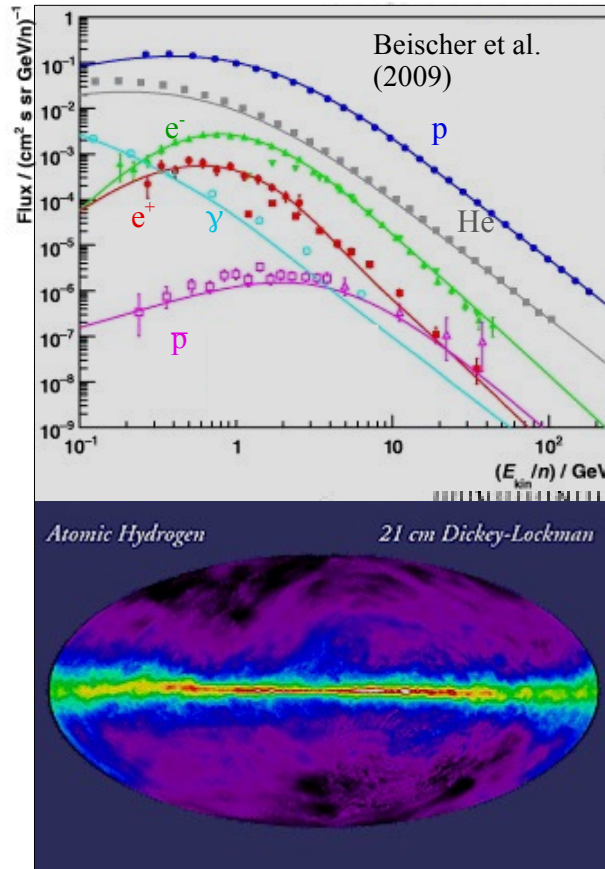 Flux / (cm² s sr GeV/n)⁻¹
10⁻¹
10⁻²
10⁻³
10⁻⁴
10⁻⁵
10⁻⁶
10⁻⁷
10⁻⁸
10⁻⁹
Beischer et al.
(2009)
p
e⁻
He
e⁺
γ
p̅
10⁻¹ 1 10 10²
(E_kin/n) / GeV
Atomic Hydrogen 21 cm Dickey-Lockman